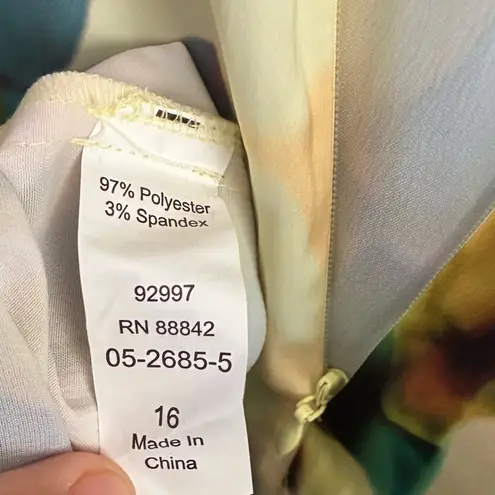 97% Polyester
3% Spandex
92997
RN 88842
05-2685-5
16
Made In
China